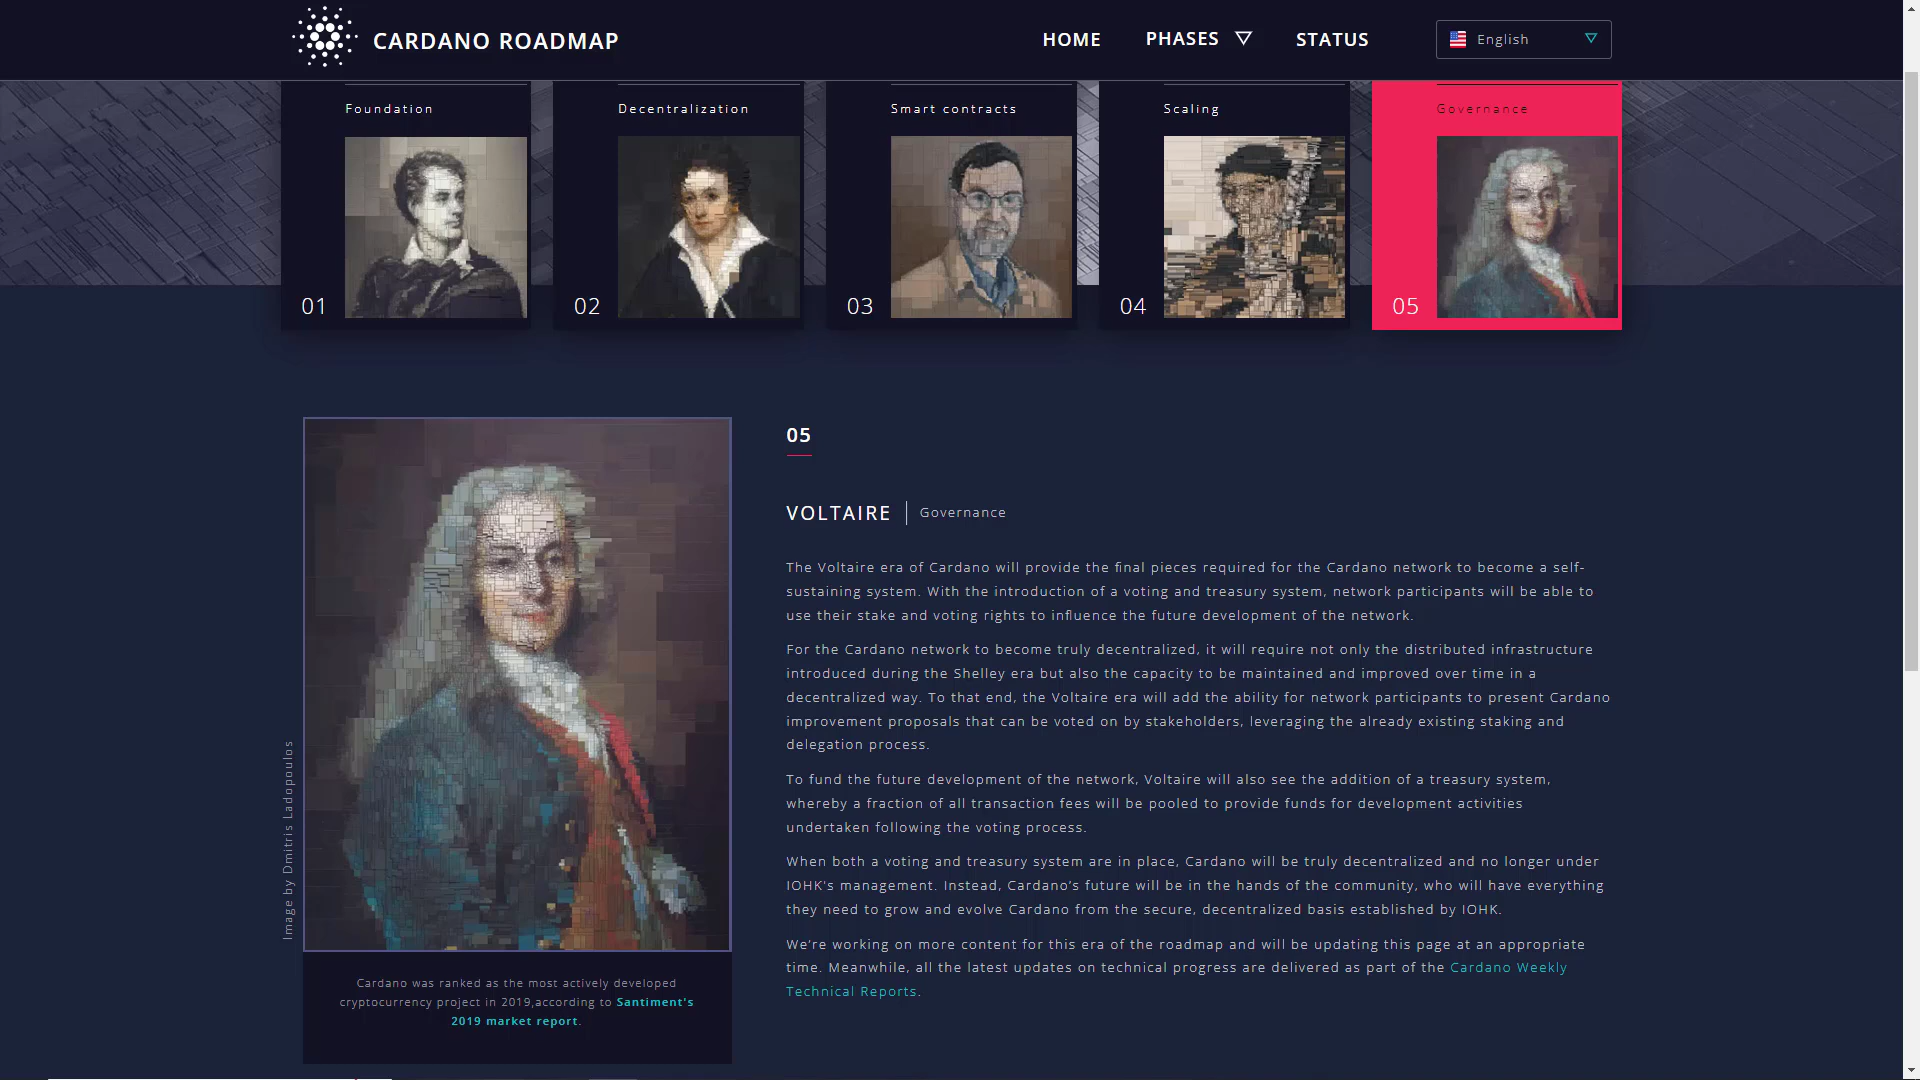 CARDANO ROADMAP
HOME
PHASES
STATUS
English
Foundation
Decentralization
Smart contracts
Scaling
Governance
01
02
03
04
05
05
VOLTAIRE
Governance
The Voltaire era of Cardano will provide the final pieces required for the Cardano network to become a self-
sustaining system. With the introduction of a voting and treasury system, network participants will be able to
use their stake and voting rights to influence the future development of the network.
For the Cardano network to become truly decentralized, it will require not only the distributed infrastructure
introduced during the Shelley era but also the capacity to be maintained and improved over time in a
decentralized way. To that end, the Voltaire era will add the ability for network participants to present Cardano
improvement proposals that can be voted on by stakeholders, leveraging the already existing staking and
delegation process.
To fund the future development of the network, Voltaire will also see the addition of a treasury system,
whereby a fraction of all transaction fees will be pooled to provide funds for development activities
undertaken following the voting process.
When both a voting and treasury system are in place, Cardano will be truly decentralized and no longer under
IOHK's management. Instead, Cardano’s future will be in the hands of the community, who will have everything
they need to grow and evolve Cardano from the secure, decentralized basis established by IOHK.
We’re working on more content for this era of the roadmap and will be updating this page at an appropriate
time. Meanwhile, all the latest updates on technical progress are delivered as part of the Cardano Weekly
Technical Reports.
Image by Dmitris Ladopoulos
Cardano was ranked as the most actively developed
cryptocurrency project in 2019,according to Santiment's
2019 market report.